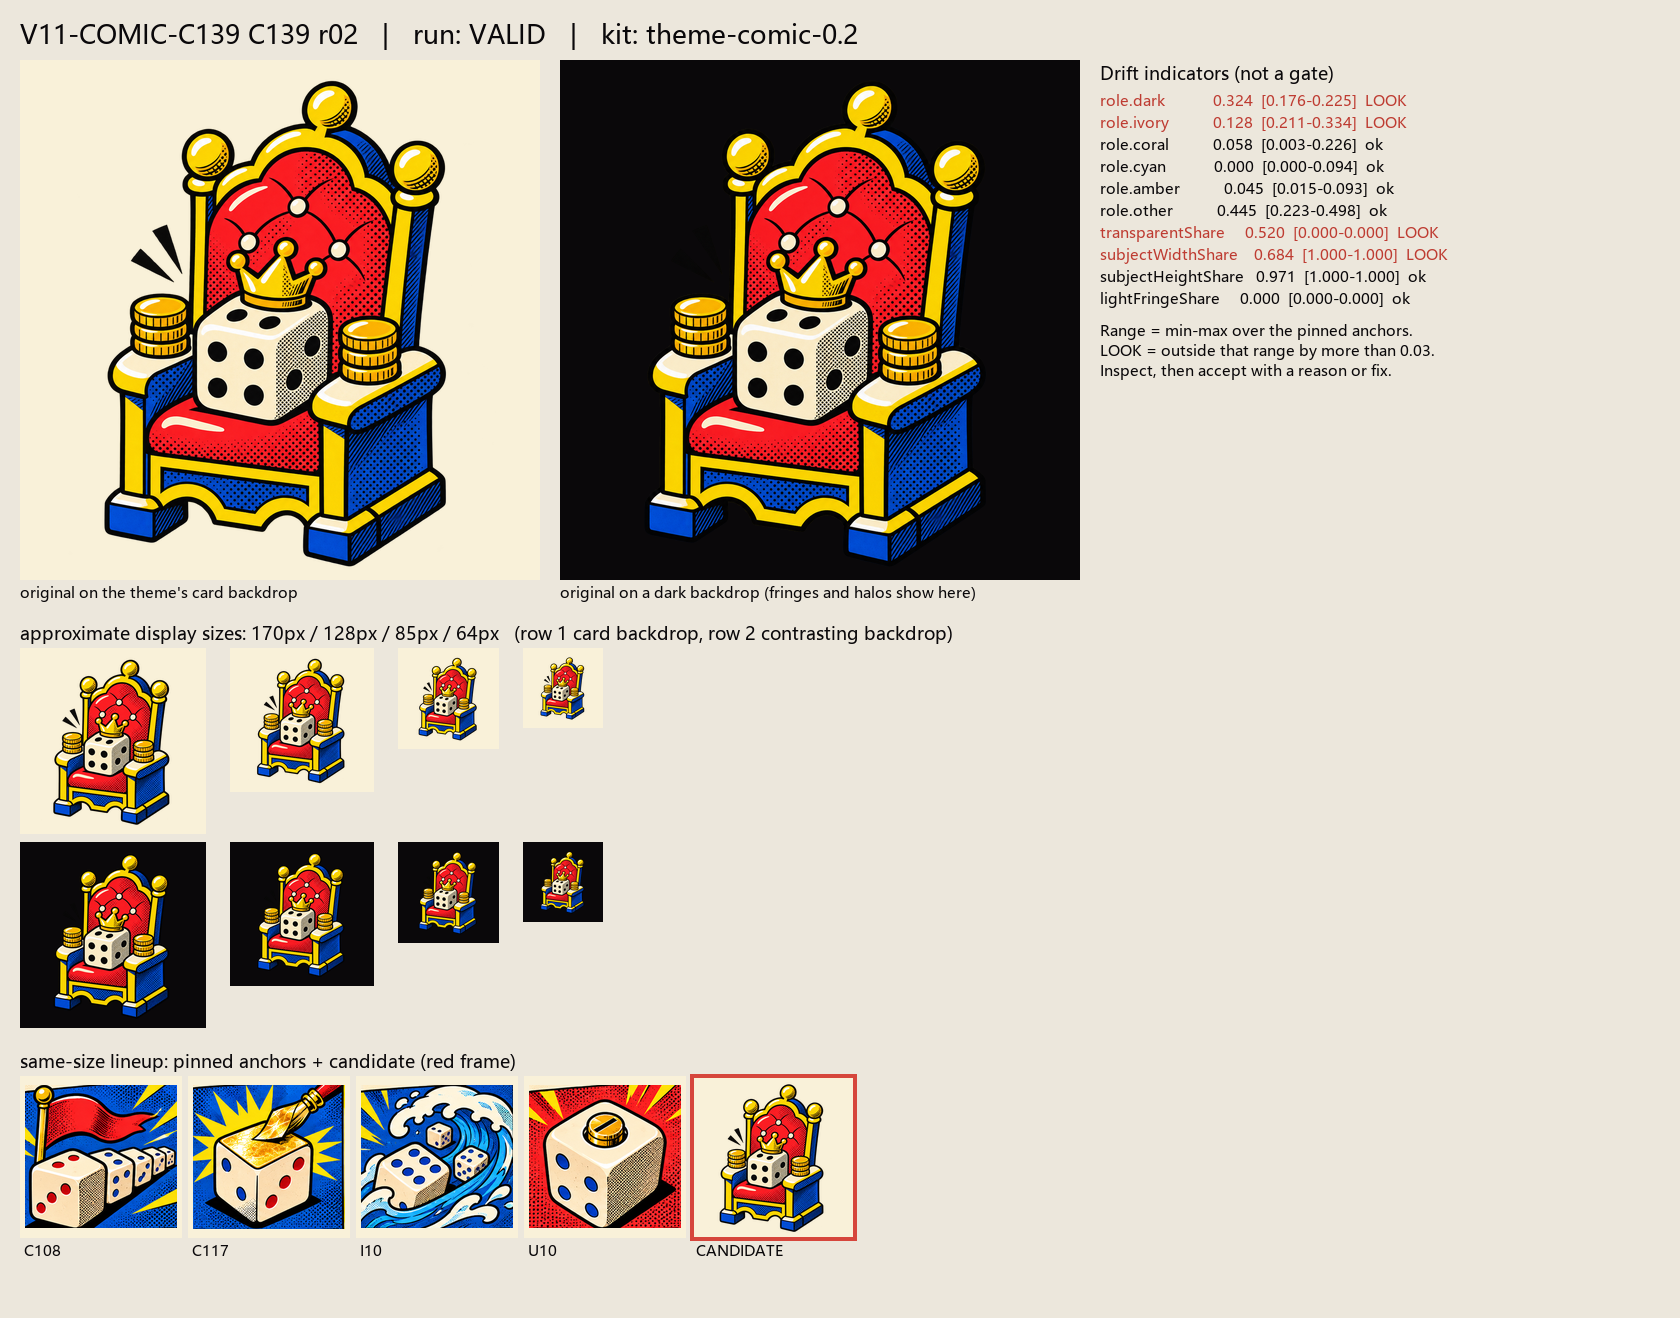 V11-COMIC-C139 C139 r02 | run: VALID | kit: theme-comic-0.2
Drift indicators (not a gate)
role.dark 0.324 [0.176-0.225] LOOK
role.ivory 0.128 [0.211-0.334] LOOK
role.coral 0.058 [0.003-0.226] ok
role.cyan 0.000 [0.000-0.094] ok
role.amber 0.045 [0.015-0.093] ok
role.other 0.445 [0.223-0.498] ok
transparentShare 0.520 [0.000-0.000] LOOK
subjectWidthShare 0.684 [1.000-1.000] LOOK
subjectHeightShare 0.971 [1.000-1.000] ok
lightFringeShare 0.000 [0.000-0.000] ok
Range = min-max over the pinned anchors.
LOOK = outside that range by more than 0.03.
Inspect, then accept with a reason or fix.
original on the theme's card backdrop
original on a dark backdrop (fringes and halos show here)
approximate display sizes: 170px / 128px / 85px / 64px (row 1 card backdrop, row 2 contrasting backdrop)
same-size lineup: pinned anchors + candidate (red frame)
C108
C117
I10
U10
CANDIDATE